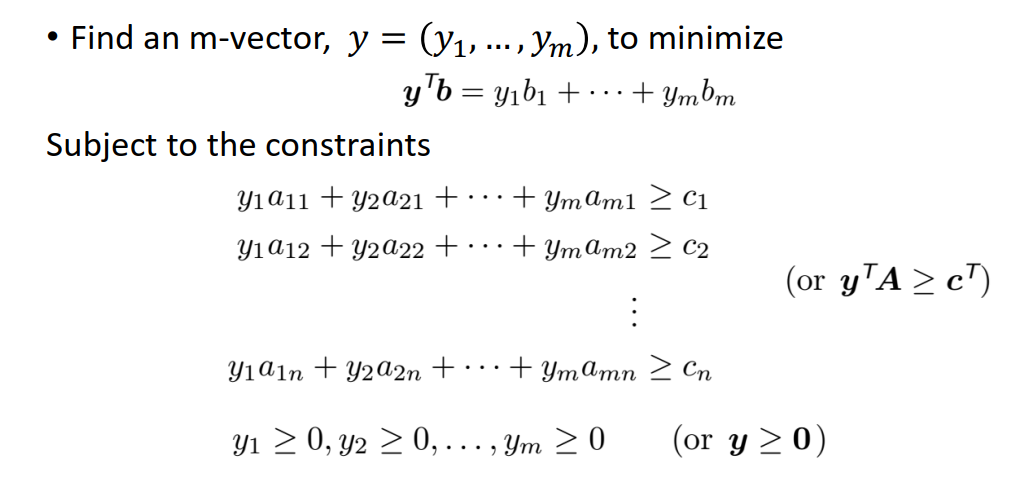 • Find an m-vector, y = (y₁, … , yₘ), to minimize
yᵀb = y₁b₁ + ⋯ + yₘbₘ
Subject to the constraints
y₁a₁₁ + y₂a₂₁ + ⋯ + yₘaₘ₁ ≥ c₁
y₁a₁₂ + y₂a₂₂ + ⋯ + yₘaₘ₂ ≥ c₂
(or yᵀA ≥ cᵀ)
⋮
y₁a₁ₙ + y₂a₂ₙ + ⋯ + yₘaₘₙ ≥ cₙ
y₁ ≥ 0, y₂ ≥ 0, . . . , yₘ ≥ 0 (or y ≥ 0)